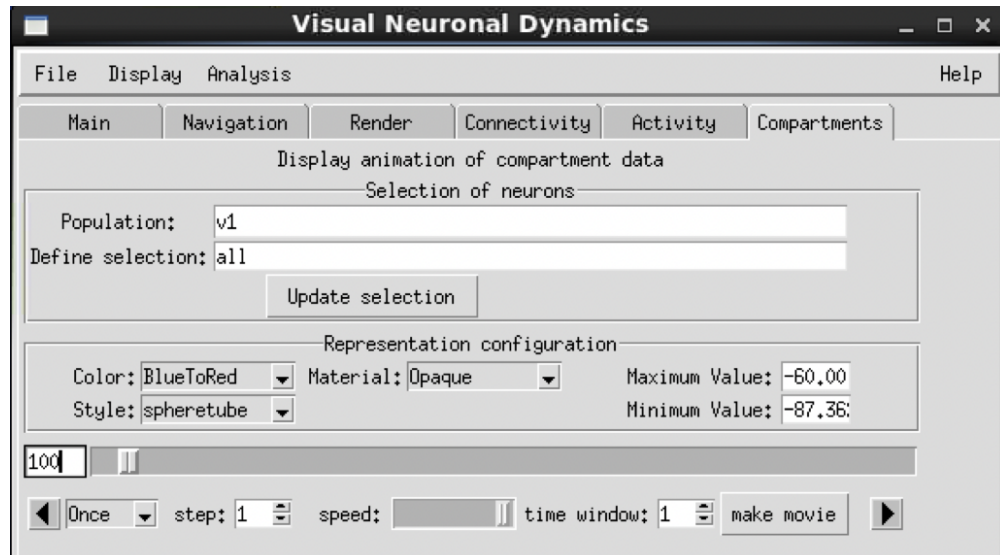 Visual Neuronal Dynamics
File Display Analysis Help
Main Navigation Render Connectivity Activity Compartments
Display animation of compartment data
Selection of neurons
Population: v1
Define selection: all
Update selection
Representation configuration
Color: BlueToRed Material: Opaque Maximum Value: -60.00
Style: spheretube Minimum Value: -87.36
100
Once step: 1 speed: time window: 1 make movie